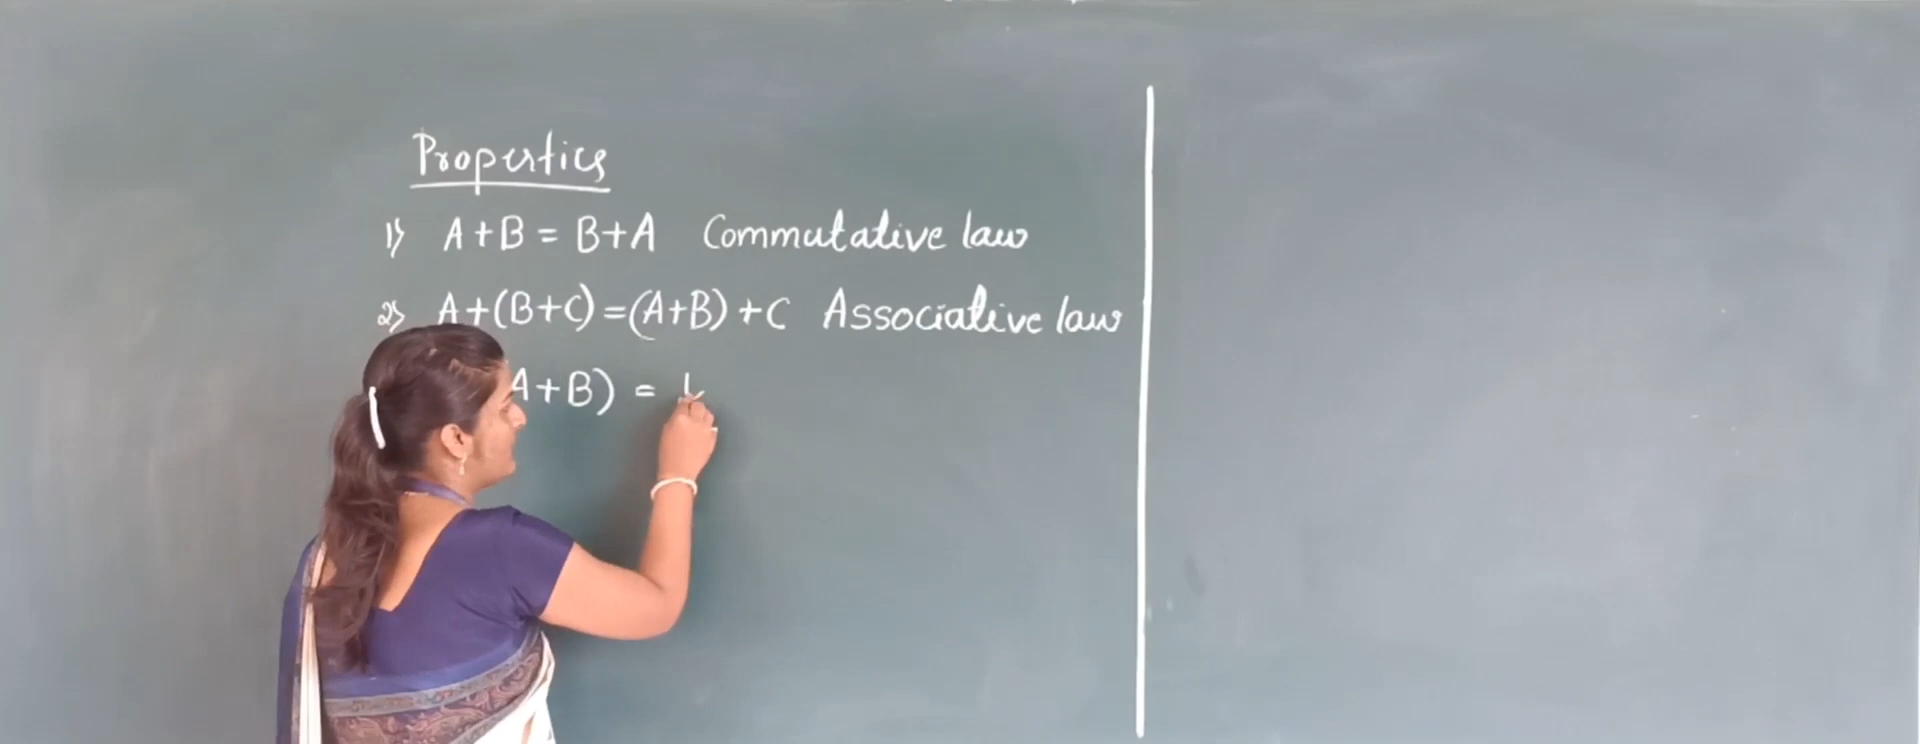 Properties
1) A+B = B+A Commutative law
2) A+(B+C)=(A+B)+C Associative law
A+B) =